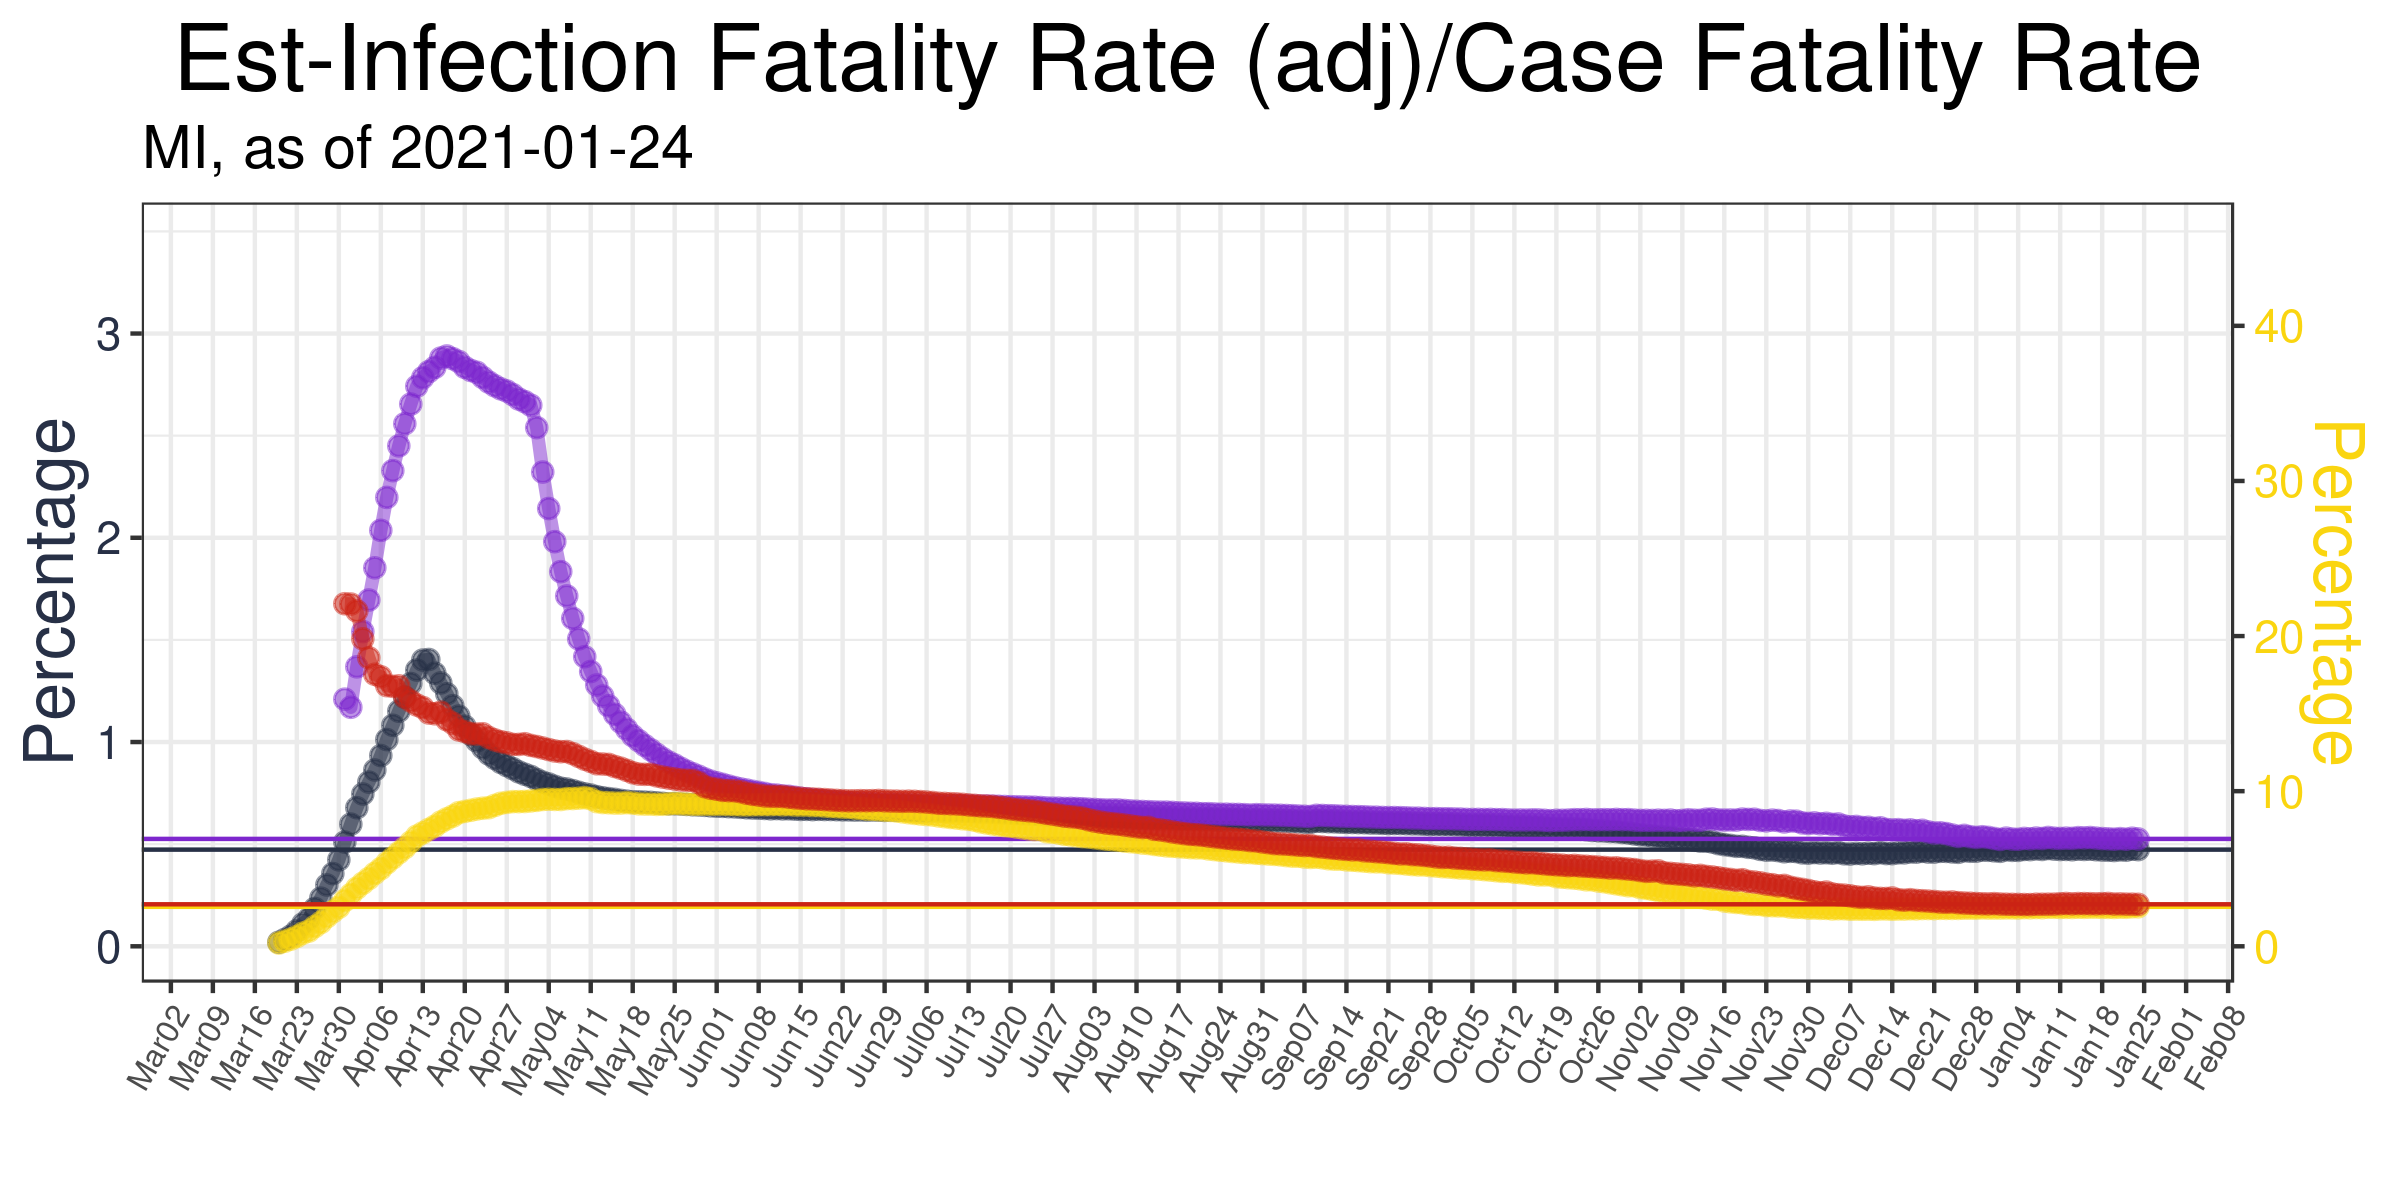 Est-Infection Fatality Rate (adj)/Case Fatality Rate
MI, as of 2021-01-24
Percentage
3
2
1
0
40
30
20
10
0
Percentage
Mar02
Mar09
Mar16
Mar23
Mar30
Apr06
Apr13
Apr20
Apr27
May04
May11
May18
May25
Jun01
Jun08
Jun15
Jun22
Jun29
Jul06
Jul13
Jul20
Jul27
Aug03
Aug10
Aug17
Aug24
Aug31
Sep07
Sep14
Sep21
Sep28
Oct05
Oct12
Oct19
Oct26
Nov02
Nov09
Nov16
Nov23
Nov30
Dec07
Dec14
Dec21
Dec28
Jan04
Jan11
Jan18
Jan25
Feb01
Feb08